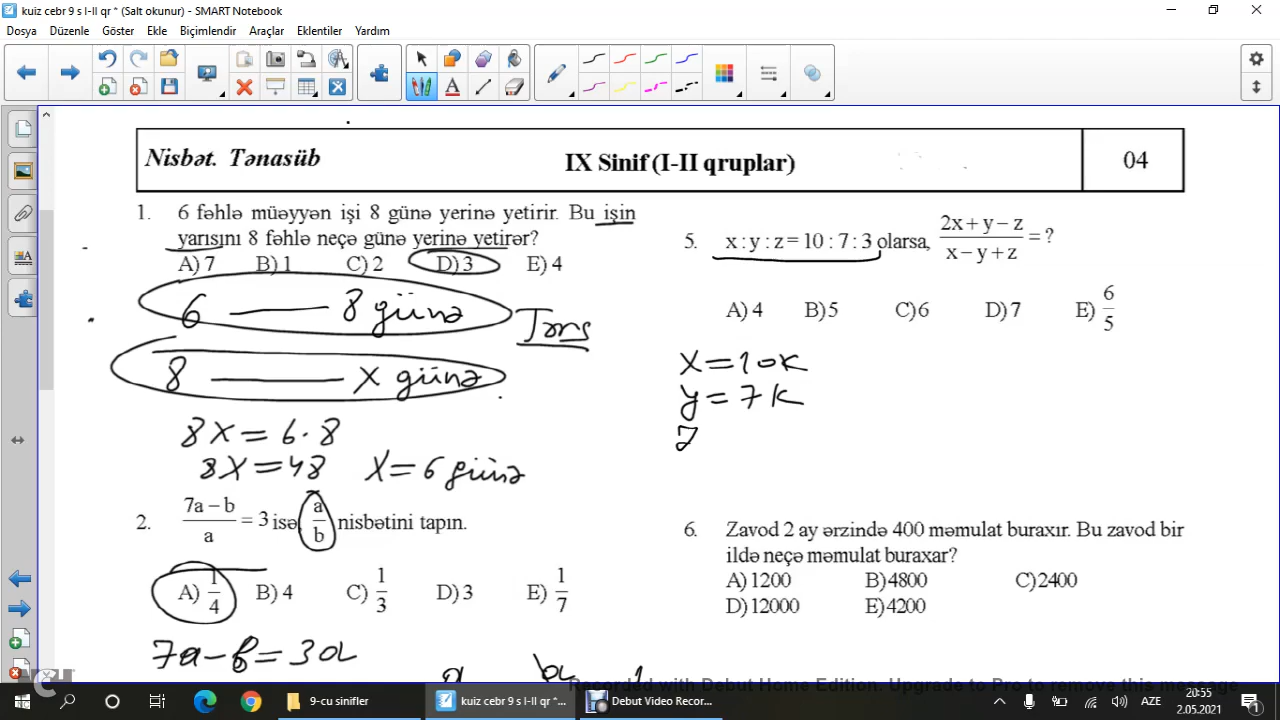 kuiz cebr 9 s I-II qr * (Salt okunur) - SMART Notebook
Dosya Düzenle Göster Ekle Biçimlendir Araçlar Eklentiler Yardım
Nisbət. Tənasüb
IX Sinif (I-II qruplar)
04
1. 6 fəhlə müəyyən işi 8 günə yerinə yetirir. Bu işin
yarısını 8 fəhlə neçə günə yerinə yetirər?
A) 7 B) 1 C) 2 D) 3 E) 4
6 —— 8 günə
Tərs
8 —— x günə
8x = 6·8
8x = 48 x = 6 günə
2. (7a − b)/a = 3 isə, a/b nisbətini tapın.
A) 1/4 B) 4 C) 1/3 D) 3 E) 1/7
7a − b = 3a
5. x : y : z = 10 : 7 : 3 olarsa, (2x + y − z)/(x − y + z) = ?
A) 4 B) 5 C) 6 D) 7 E) 6/5
x = 10k
y = 7k
6. Zavod 2 ay ərzində 400 məmulat buraxır. Bu zavod bir
ildə neçə məmulat buraxar?
A) 1200 B) 4800 C) 2400
D) 12000 E) 4200
Recorded with Debut Home Edition. Upgrade to Pro to remove this message
9-cu sinifler
kuiz cebr 9 s I-II qr *...
Debut Video Recor...
AZE
20:55
2.05.2021